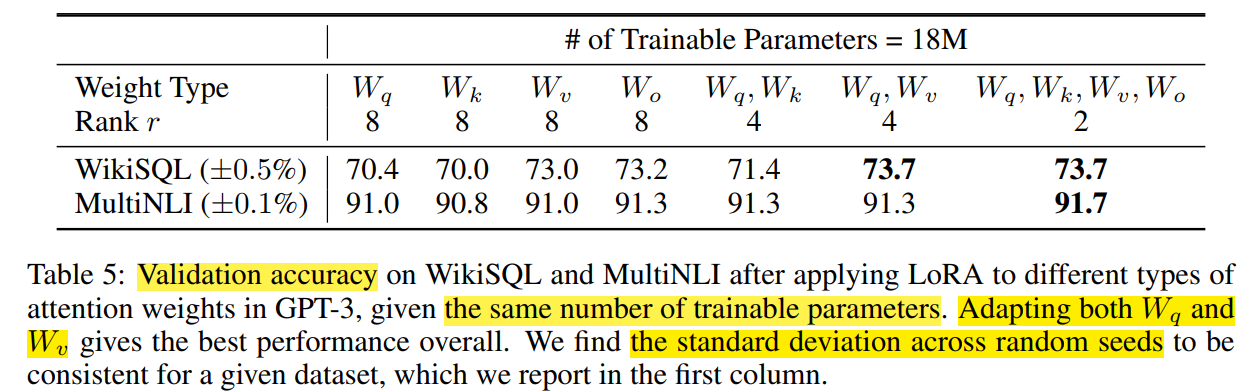 # of Trainable Parameters = 18M
Weight Type W_q W_k W_v W_o W_q, W_k W_q, W_v W_q, W_k, W_v, W_o
Rank r 8 8 8 8 4 4 2
WikiSQL (±0.5%) 70.4 70.0 73.0 73.2 71.4 73.7 73.7
MultiNLI (±0.1%) 91.0 90.8 91.0 91.3 91.3 91.3 91.7
Table 5: Validation accuracy on WikiSQL and MultiNLI after applying LoRA to different types of
attention weights in GPT-3, given the same number of trainable parameters. Adapting both W_q and
W_v gives the best performance overall. We find the standard deviation across random seeds to be
consistent for a given dataset, which we report in the first column.